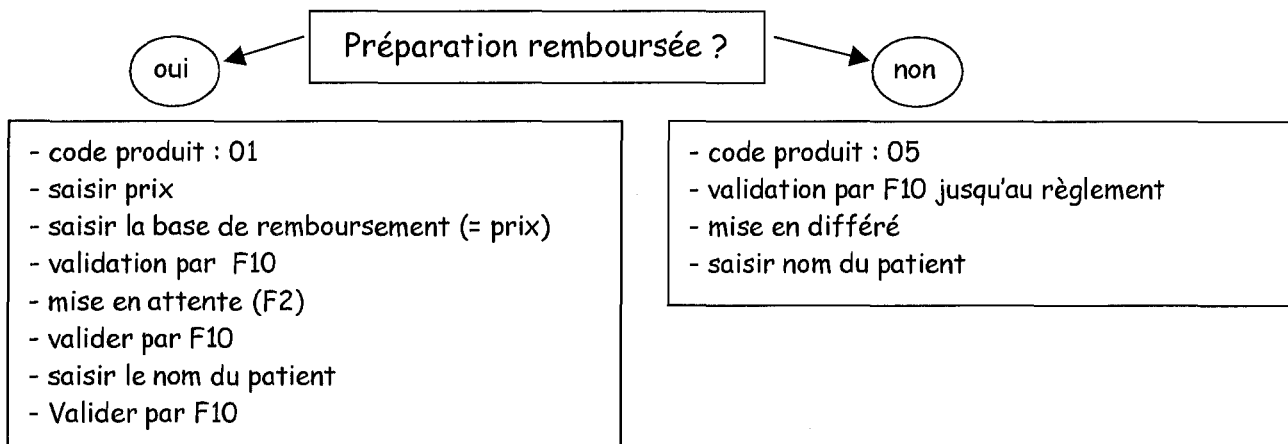 Préparation remboursée ?
oui
non
- code produit : 01
- saisir prix
- saisir la base de remboursement (= prix)
- validation par F10
- mise en attente (F2)
- valider par F10
- saisir le nom du patient
- Valider par F10
- code produit : 05
- validation par F10 jusqu'au règlement
- mise en différé
- saisir nom du patient